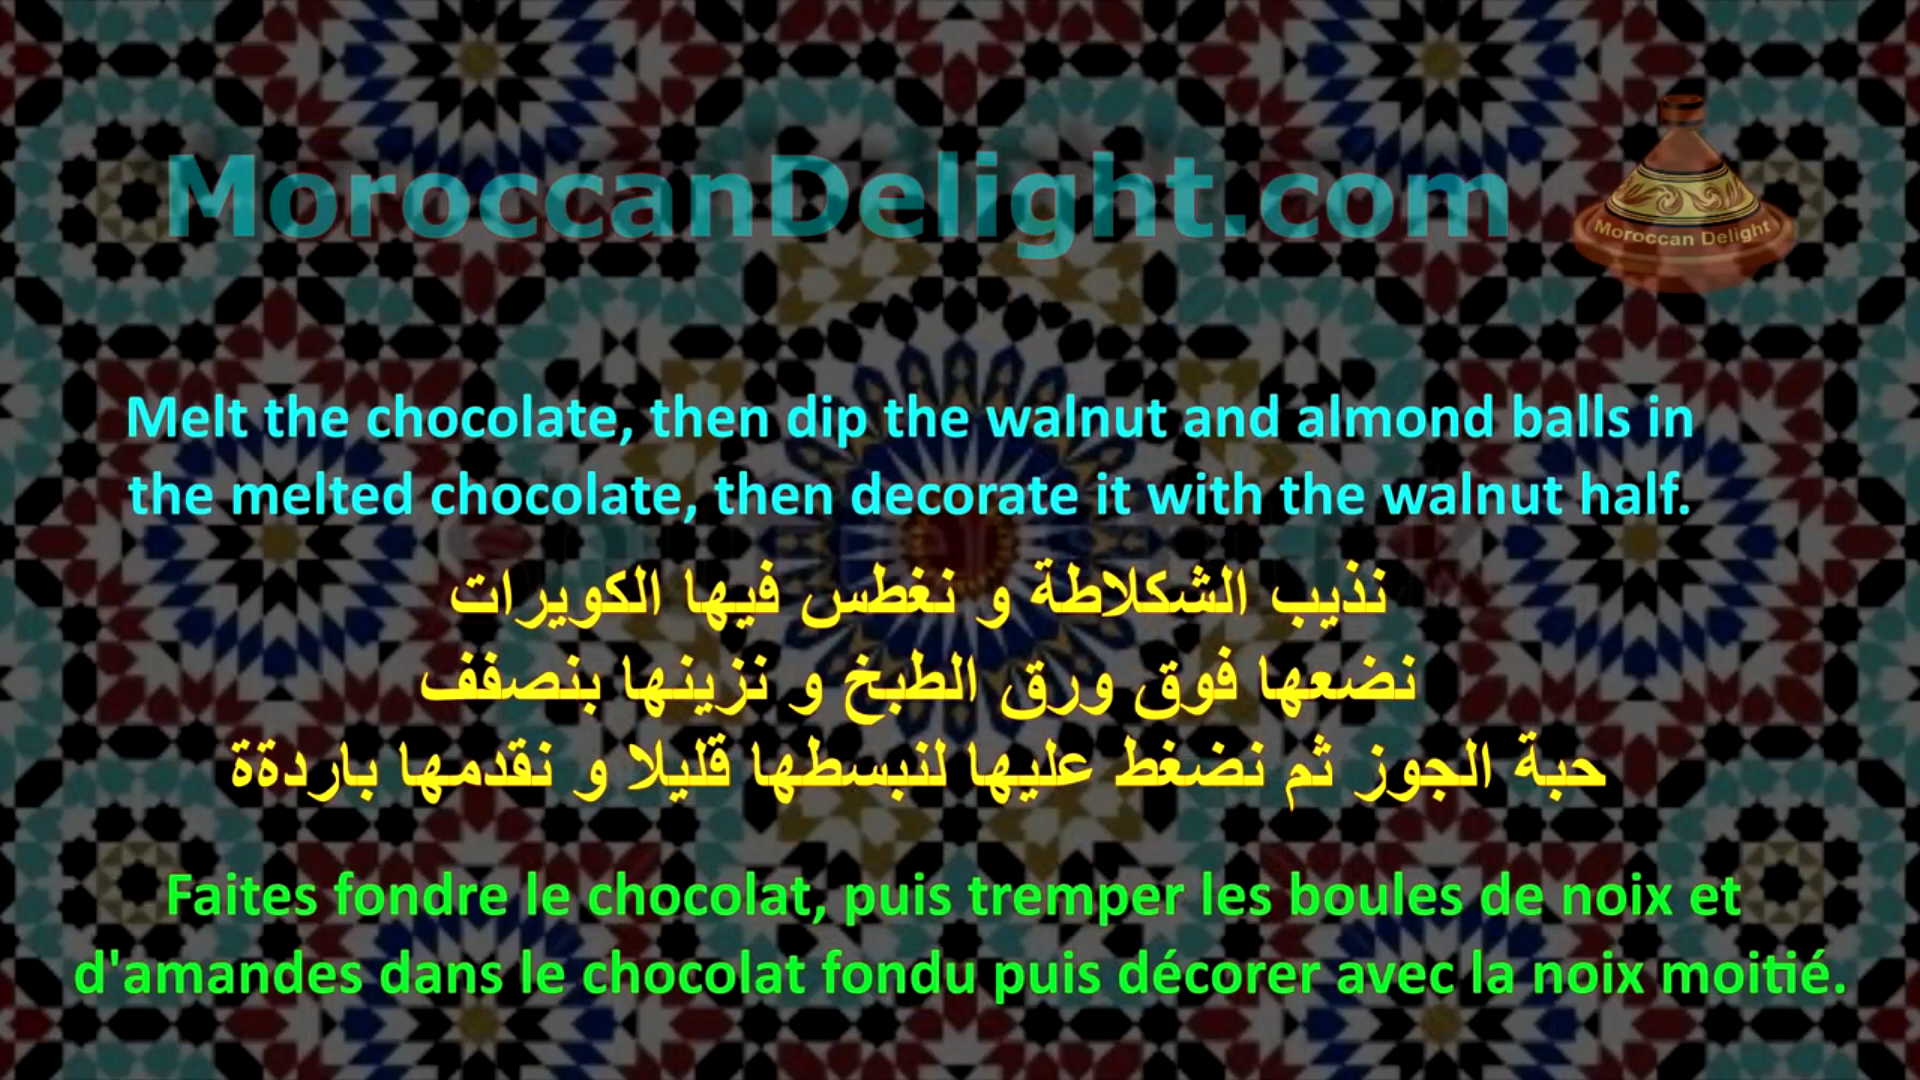 MoroccanDelight.com
Moroccan Delight
Melt the chocolate, then dip the walnut and almond balls in
the melted chocolate, then decorate it with the walnut half.
نذيب الشكلاطة و نغطس فيها الكويرات
نضعها فوق ورق الطبخ و نزينها بنصفف
حبة الجوز ثم نضغط عليها لنبسطها قليلا و نقدمها باردةة
Faites fondre le chocolat, puis tremper les boules de noix et
d'amandes dans le chocolat fondu puis décorer avec la noix moitié.